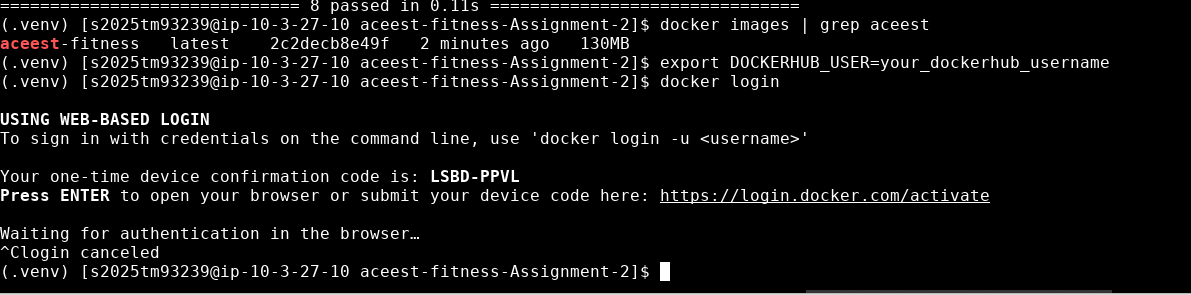 ============================== 8 passed in 0.11s ===============================
(.venv) [s2025tm93239@ip-10-3-27-10 aceest-fitness-Assignment-2]$ docker images | grep aceest
aceest-fitness   latest    2c2decb8e49f   2 minutes ago   130MB
(.venv) [s2025tm93239@ip-10-3-27-10 aceest-fitness-Assignment-2]$ export DOCKERHUB_USER=your_dockerhub_username
(.venv) [s2025tm93239@ip-10-3-27-10 aceest-fitness-Assignment-2]$ docker login
USING WEB-BASED LOGIN
To sign in with credentials on the command line, use 'docker login -u <username>'
Your one-time device confirmation code is: LSBD-PPVL
Press ENTER to open your browser or submit your device code here: https://login.docker.com/activate
Waiting for authentication in the browser…
^Clogin canceled
(.venv) [s2025tm93239@ip-10-3-27-10 aceest-fitness-Assignment-2]$